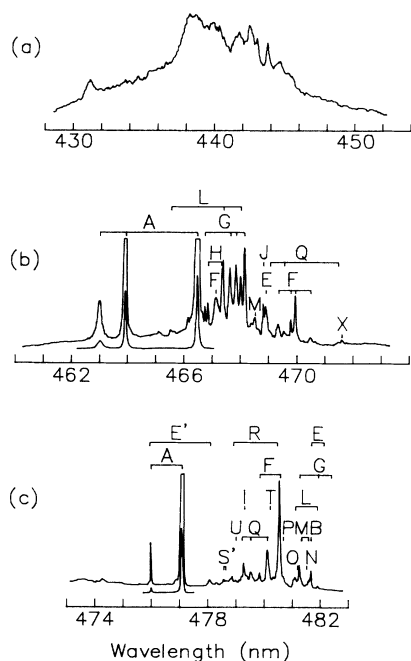 (a)
430 440 450
L
A G
(b) H J Q
F M E F
X
462 466 470
E' R E
A F G
(c) I T L
U Q P M B
S' O N
474 478 482
Wavelength (nm)